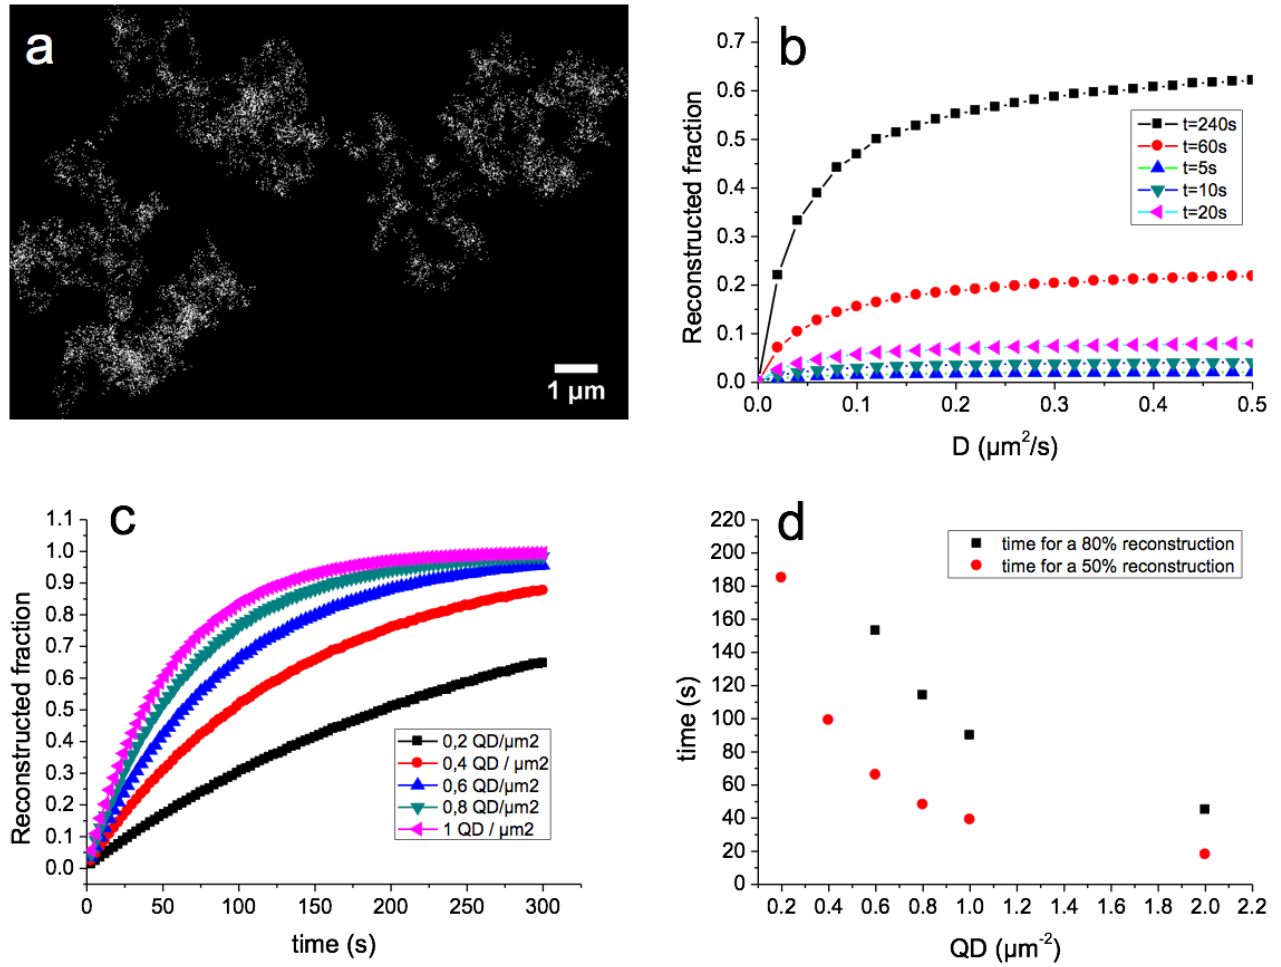 a
1 µm
b
Reconstructed fraction
0.7
0.6
0.5
0.4
0.3
0.2
0.1
0.0
t=240s
t=60s
t=5s
t=10s
t=20s
0.0 0.1 0.2 0.3 0.4 0.5
D (µm²/s)
c
Reconstructed fraction
1.1
1.0
0.9
0.8
0.7
0.6
0.5
0.4
0.3
0.2
0.1
0.0
0,2 QD/µm2
0,4 QD / µm2
0,6 QD/µm2
0,8 QD/µm2
1 QD / µm2
0 50 100 150 200 250 300
time (s)
d
time (s)
220
200
180
160
140
120
100
80
60
40
20
0
time for a 80% reconstruction
time for a 50% reconstruction
0.2 0.4 0.6 0.8 1.0 1.2 1.4 1.6 1.8 2.0 2.2
QD (µm⁻²)